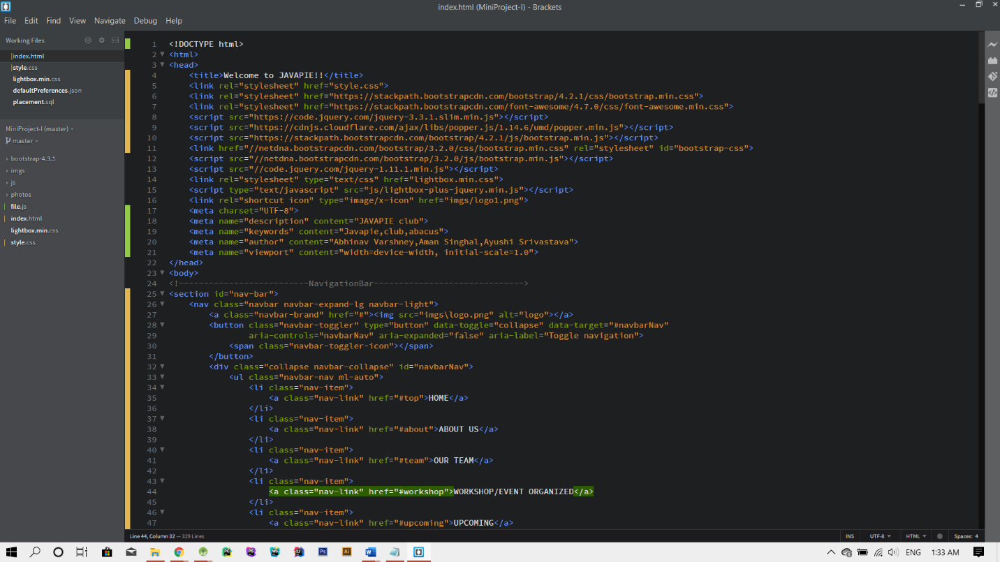 index.html (MiniProject-I) - Brackets
File Edit Find View Navigate Debug Help
Working Files
index.html
style.css
lightbox.min.css
defaultPreferences.json
placement.sql
MiniProject-I (master)
master
bootstrap-4.3.1
imgs
js
photos
file.js
index.html
lightbox.min.css
style.css
1 <!DOCTYPE html>
2 <html>
3 <head>
4 <title>Welcome to JAVAPIE!!</title>
5 <link rel="stylesheet" href="style.css">
6 <link rel="stylesheet" href="https://stackpath.bootstrapcdn.com/bootstrap/4.2.1/css/bootstrap.min.css">
7 <link rel="stylesheet" href="https://stackpath.bootstrapcdn.com/font-awesome/4.7.0/css/font-awesome.min.css">
8 <script src="https://code.jquery.com/jquery-3.3.1.slim.min.js"></script>
9 <script src="https://cdnjs.cloudflare.com/ajax/libs/popper.js/1.14.6/umd/popper.min.js"></script>
10 <script src="https://stackpath.bootstrapcdn.com/bootstrap/4.2.1/js/bootstrap.min.js"></script>
11 <link href="//netdna.bootstrapcdn.com/bootstrap/3.2.0/css/bootstrap.min.css" rel="stylesheet" id="bootstrap-css">
12 <script src="//netdna.bootstrapcdn.com/bootstrap/3.2.0/js/bootstrap.min.js"></script>
13 <script src="//code.jquery.com/jquery-1.11.1.min.js"></script>
14 <link rel="stylesheet" type="text/css" href="lightbox.min.css">
15 <script type="text/javascript" src="js/lightbox-plus-jquery.min.js"></script>
16 <link rel="shortcut icon" type="image/x-icon" href="imgs/logo1.png">
17 <meta charset="UTF-8">
18 <meta name="description" content="JAVAPIE club">
19 <meta name="keywords" content="Javapie,club,abacus">
20 <meta name="author" content="Abhinav Varshney,Aman Singhal,Ayushi Srivastava">
21 <meta name="viewport" content="width=device-width, initial-scale=1.0">
22 </head>
23 <body>
24 <!--------------------------NavigationBar------------------------------>
25 <section id="nav-bar">
26 <nav class="navbar navbar-expand-lg navbar-light">
27 <a class="navbar-brand" href="#"><img src="imgs\logo.png" alt="logo"></a>
28 <button class="navbar-toggler" type="button" data-toggle="collapse" data-target="#navbarNav"
29 aria-controls="navbarNav" aria-expanded="false" aria-label="Toggle navigation">
30 <span class="navbar-toggler-icon"></span>
31 </button>
32 <div class="collapse navbar-collapse" id="navbarNav">
33 <ul class="navbar-nav ml-auto">
34 <li class="nav-item">
35 <a class="nav-link" href="#top">HOME</a>
36 </li>
37 <li class="nav-item">
38 <a class="nav-link" href="#about">ABOUT US</a>
39 </li>
40 <li class="nav-item">
41 <a class="nav-link" href="#team">OUR TEAM</a>
42 </li>
43 <li class="nav-item">
44 <a class="nav-link" href="#workshop">WORKSHOP/EVENT ORGANIZED</a>
45 </li>
46 <li class="nav-item">
47 <a class="nav-link" href="#upcoming">UPCOMING</a>
Line 44, Column 32 — 329 Lines
INS UTF-8 HTML Spaces: 4
PC PS WS IJ Ps Ai W
ENG 1:33 AM